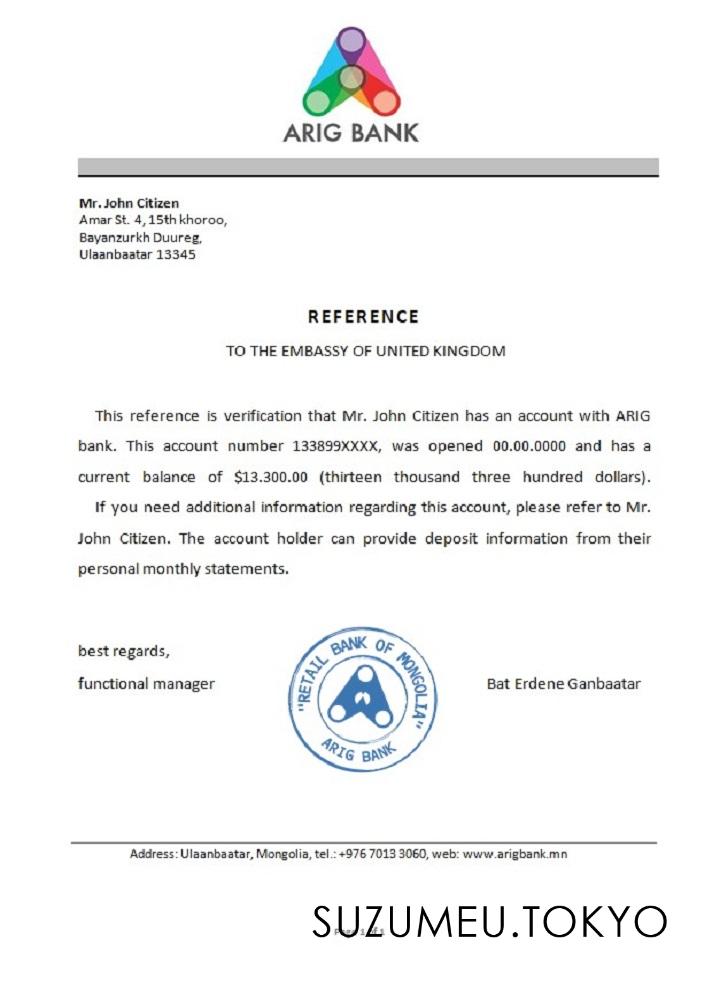 ARIG BANK
Mr. John Citizen
Amar St. 4, 15th khoroo,
Bayanzurkh Duureg,
Ulaanbaatar 13345
REFERENCE
TO THE EMBASSY OF UNITED KINGDOM
This reference is verification that Mr. John Citizen has an account with ARIG
bank. This account number 133899XXXX, was opened 00.00.0000 and has a
current balance of $13.300.00 (thirteen thousand three hundred dollars).
If you need additional information regarding this account, please refer to Mr.
John Citizen. The account holder can provide deposit information from their
personal monthly statements.
best regards,
functional manager
"RETAIL BANK OF MONGOLIA"
ARIG BANK
Bat Erdene Ganbaatar
Address: Ulaanbaatar, Mongolia, tel.: +976 7013 3060, web: www.arigbank.mn
SUZUMEU.TOKYO